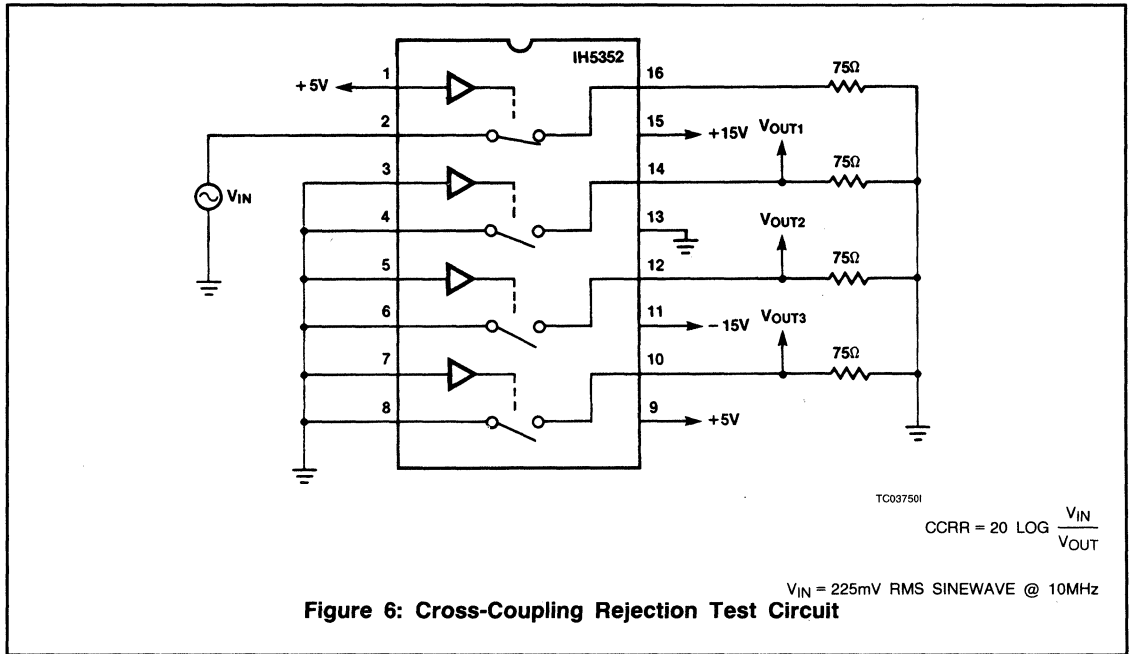 IH5352
1
16
75Ω
+5V
2
15
+15V
VOUT1
3
14
75Ω
VIN
4
13
VOUT2
5
12
75Ω
6
11
-15V
VOUT3
7
10
75Ω
8
9
+5V
TC03750I
CCRR = 20 LOG VIN
VOUT
VIN = 225mV RMS SINEWAVE @ 10MHz
Figure 6: Cross-Coupling Rejection Test Circuit